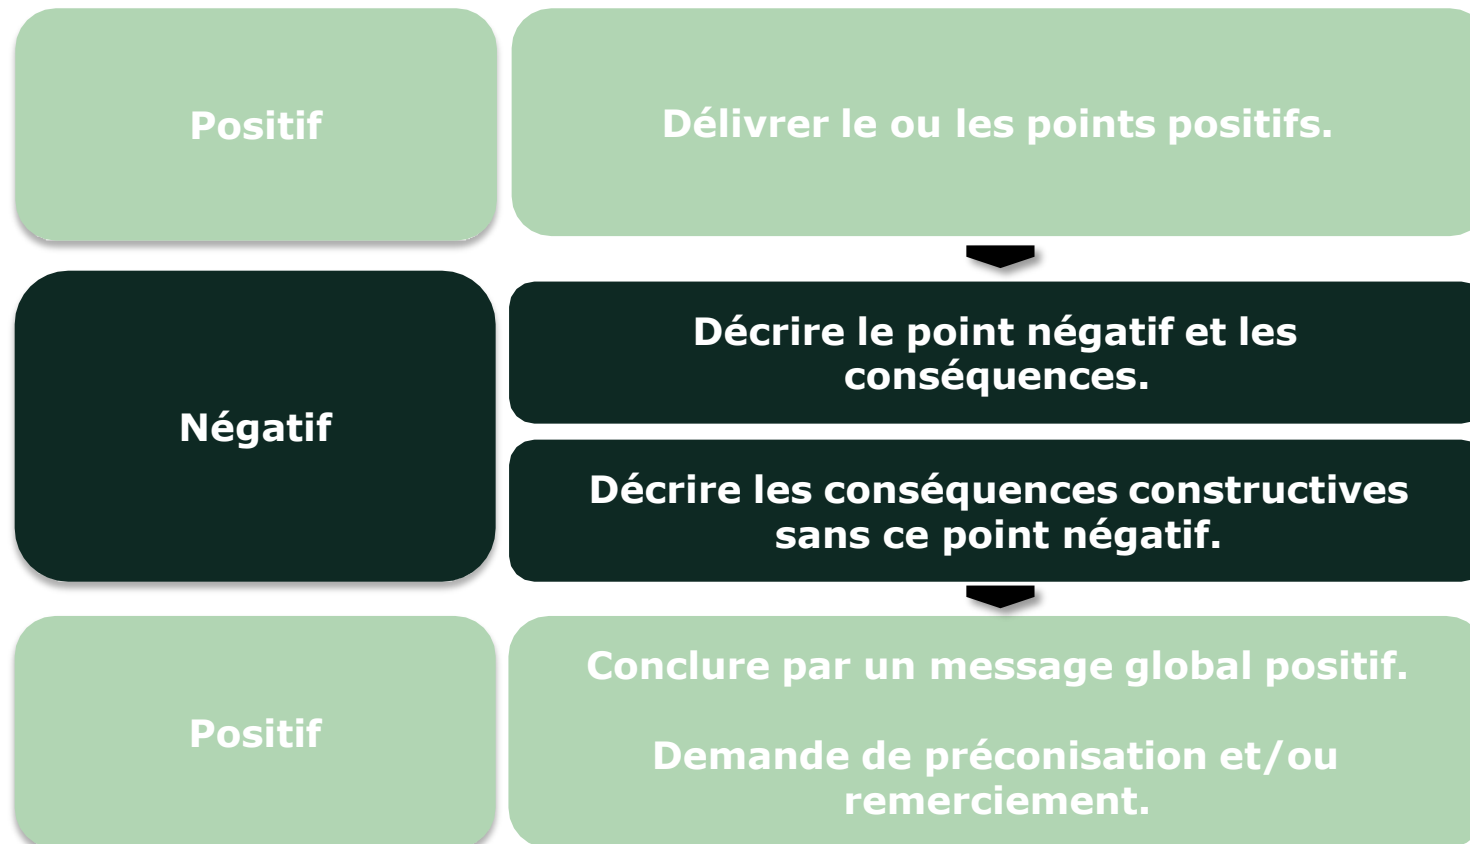 Positif
Délivrer le ou les points positifs.
Négatif
Décrire le point négatif et les
conséquences.
Décrire les conséquences constructives
sans ce point négatif.
Positif
Conclure par un message global positif.
Demande de préconisation et/ou
remerciement.